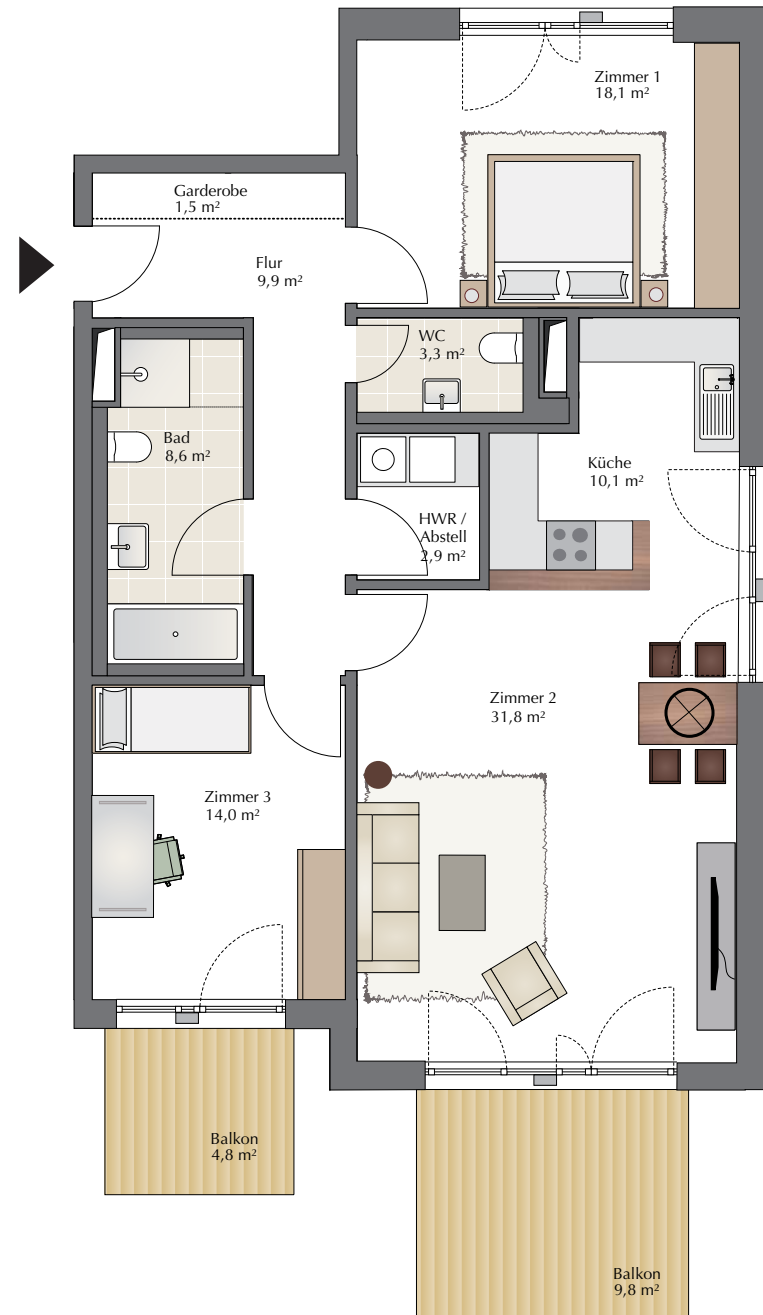 Zimmer 1
18,1 m²
Garderobe
1,5 m²
Flur
9,9 m²
WC
3,3 m²
Bad
8,6 m²
Küche
10,1 m²
HWR /
Abstell
2,9 m²
Zimmer 2
31,8 m²
Zimmer 3
14,0 m²
Balkon
4,8 m²
Balkon
9,8 m²